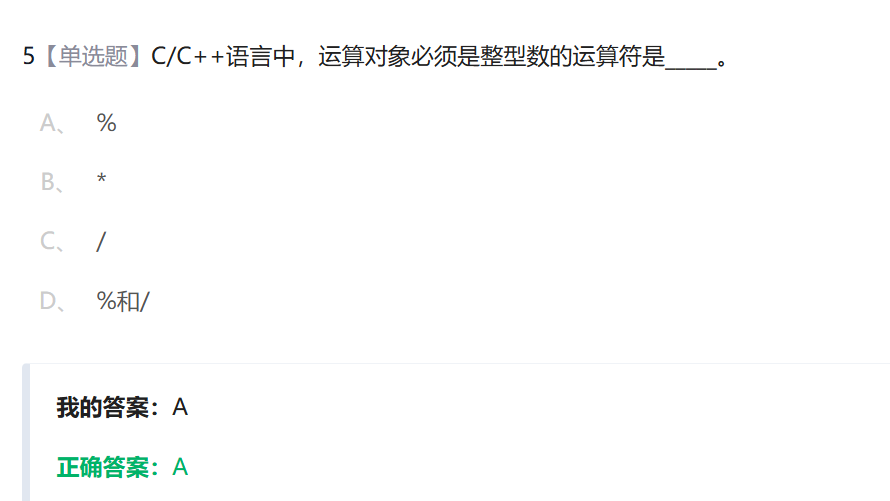 5【单选题】C/C++语言中，运算对象必须是整型数的运算符是_____。
A、 %
B、 *
C、 /
D、 %和/
我的答案：A
正确答案：A